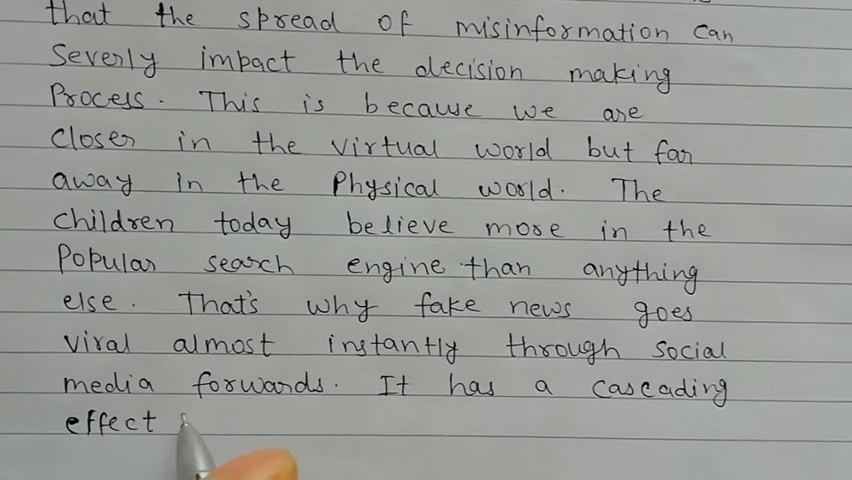 that the spread of misinformation can
severly impact the decision making
Process. This is because we are
closer in the virtual world but far
away in the Physical world. The
children today believe more in the
Popular search engine than anything
else. That's why fake news goes
viral almost instantly through social
media forwards. It has a cascading
effect